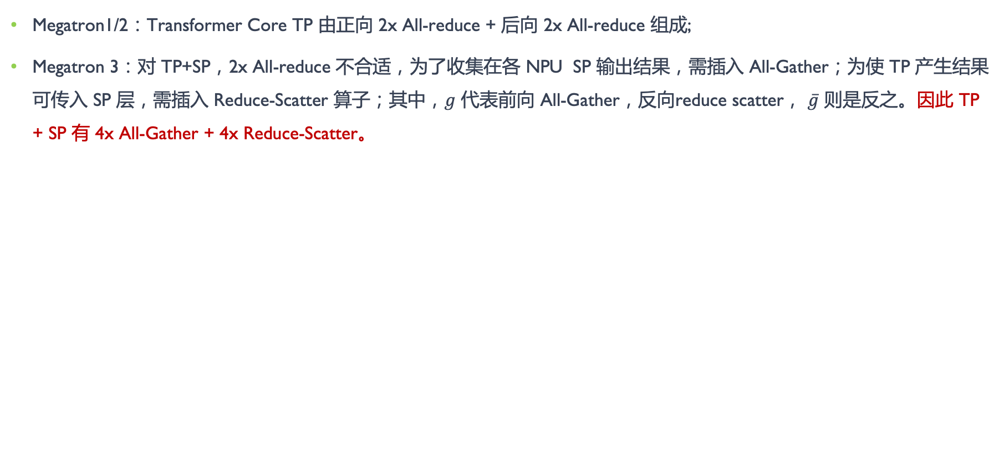 • Megatron1/2：Transformer Core TP 由正向 2x All-reduce + 后向 2x All-reduce 组成;
• Megatron 3：对 TP+SP，2x All-reduce 不合适，为了收集在各 NPU SP 输出结果，需插入 All-Gather；为使 TP 产生结果
可传入 SP 层，需插入 Reduce-Scatter 算子；其中，g 代表前向 All-Gather，反向reduce scatter， ḡ 则是反之。因此 TP
+ SP 有 4x All-Gather + 4x Reduce-Scatter。